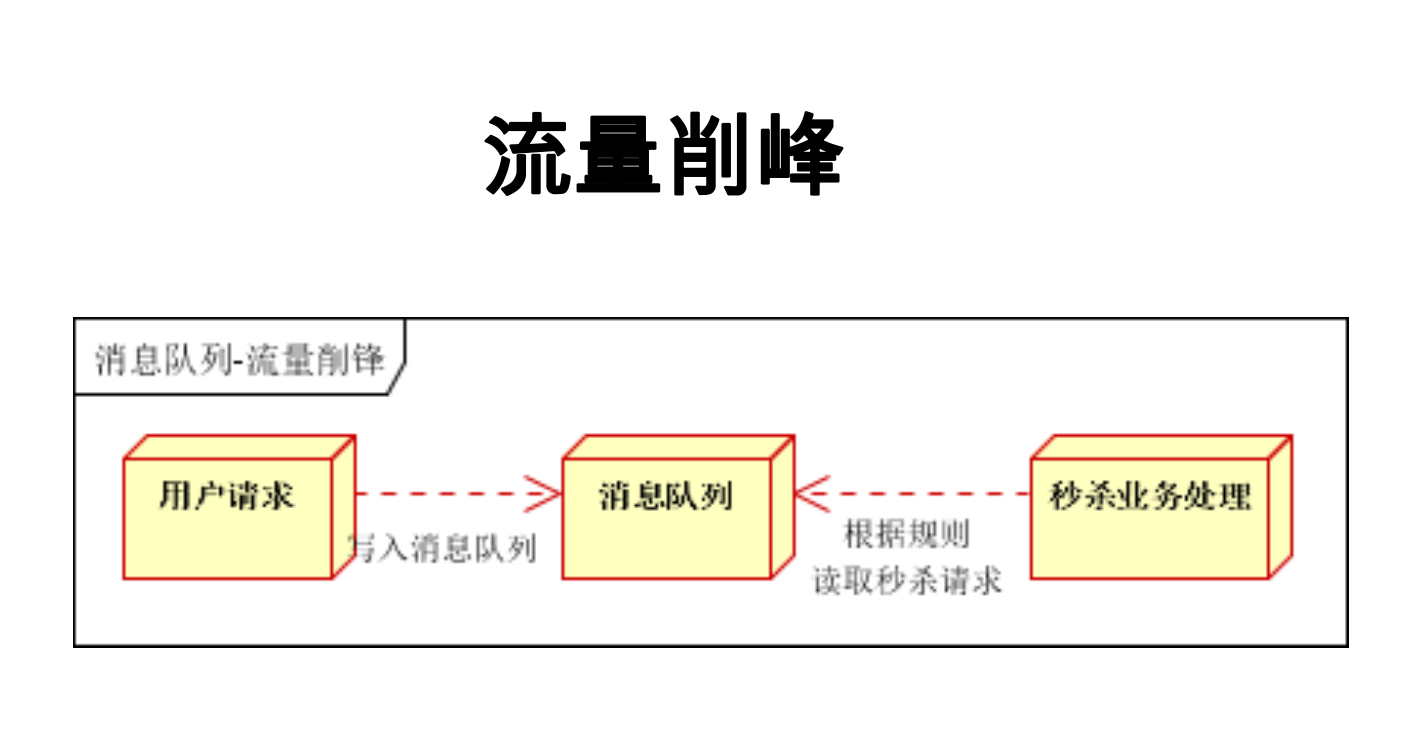 流量削峰
消息队列-流量削锋
用户请求
消息队列
秒杀业务处理
写入消息队列
根据规则
读取秒杀请求